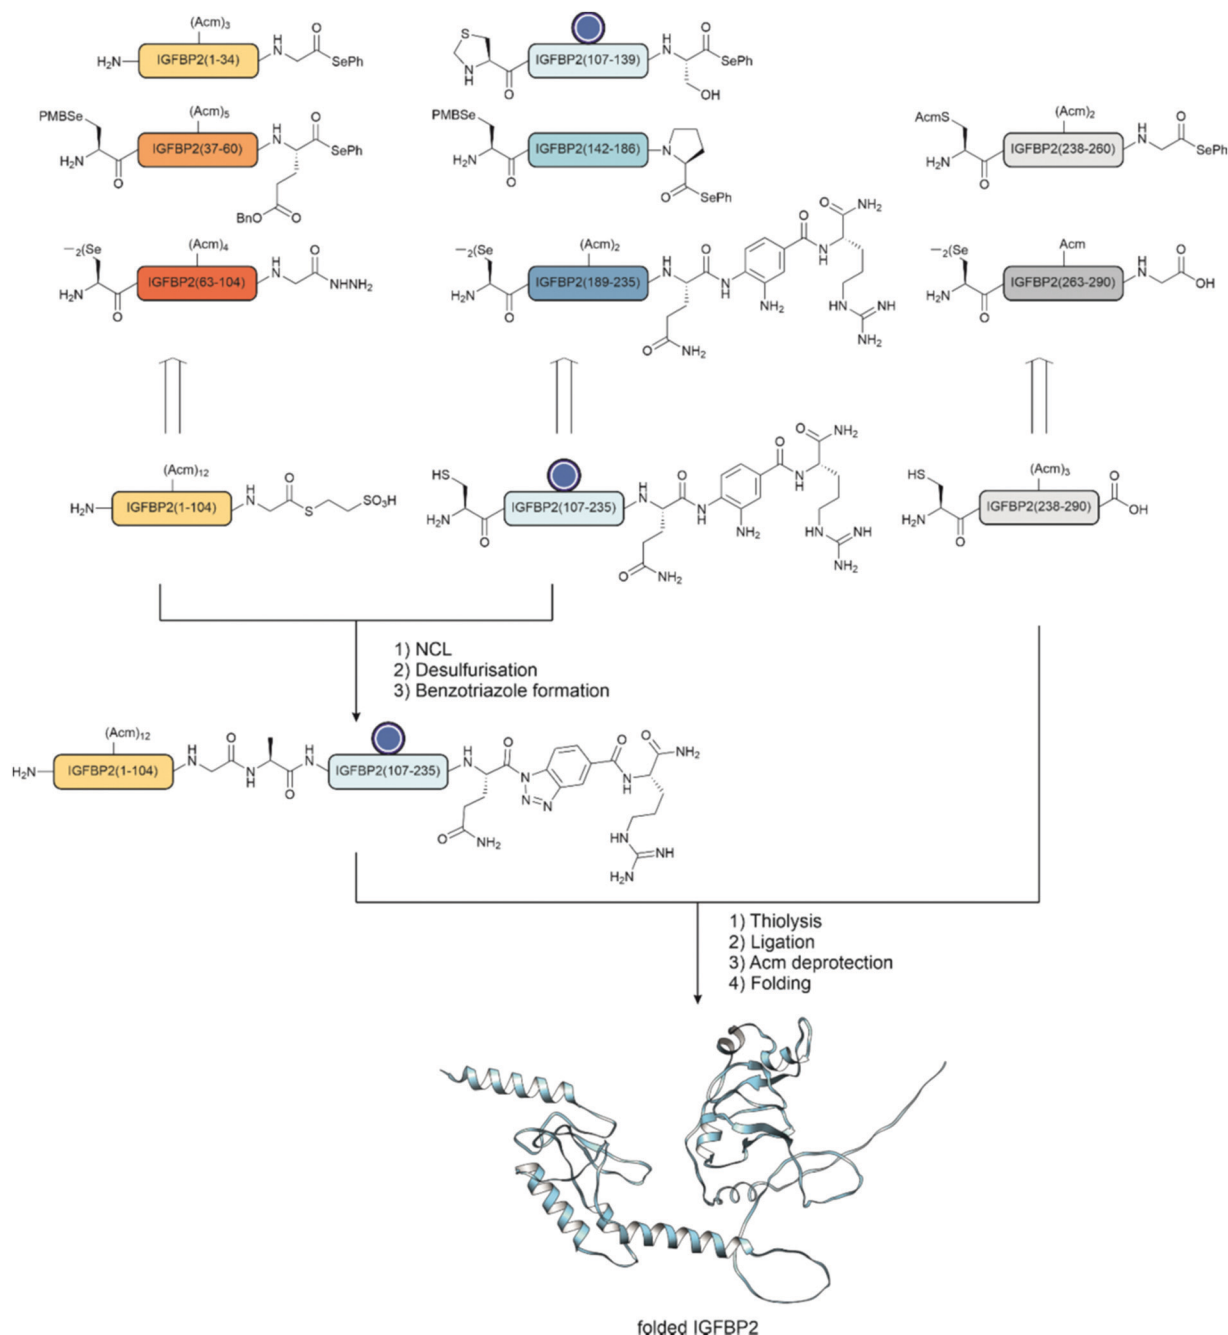 (Acm)3
H2N
IGFBP2(1-34)
H
N
O
SePh
S
N
H
O
IGFBP2(107-139)
H
N
O
SePh
OH
PMBSe
(Acm)5
H2N
O
IGFBP2(37-60)
H
N
O
SePh
BnO
O
PMBSe
H2N
O
IGFBP2(142-186)
N
O
SePh
AcmS
(Acm)2
H2N
O
IGFBP2(238-260)
H
N
O
SePh
2(Se
(Acm)4
H2N
O
IGFBP2(63-104)
H
N
O
NHNH2
2(Se
(Acm)2
H2N
O
IGFBP2(189-235)
H
N
O
N
H
NH2
O
NH2
O
N
H
O
NH2
HN
NH
NH2
2(Se
Acm
H2N
O
IGFBP2(263-290)
H
N
O
OH
(Acm)12
H2N
IGFBP2(1-104)
H
N
O
S
SO3H
HS
H2N
O
IGFBP2(107-235)
H
N
O
N
H
NH2
O
NH2
O
N
H
O
NH2
HN
NH
NH2
HS
(Acm)3
H2N
O
IGFBP2(238-290)
O
OH
1) NCL
2) Desulfurisation
3) Benzotriazole formation
(Acm)12
H2N
IGFBP2(1-104)
H
N
O
N
H
O
H
N
IGFBP2(107-235)
H
N
O
N
N=N
O
NH2
O
N
H
O
NH2
HN
NH
H2N
1) Thiolysis
2) Ligation
3) Acm deprotection
4) Folding
folded IGFBP2